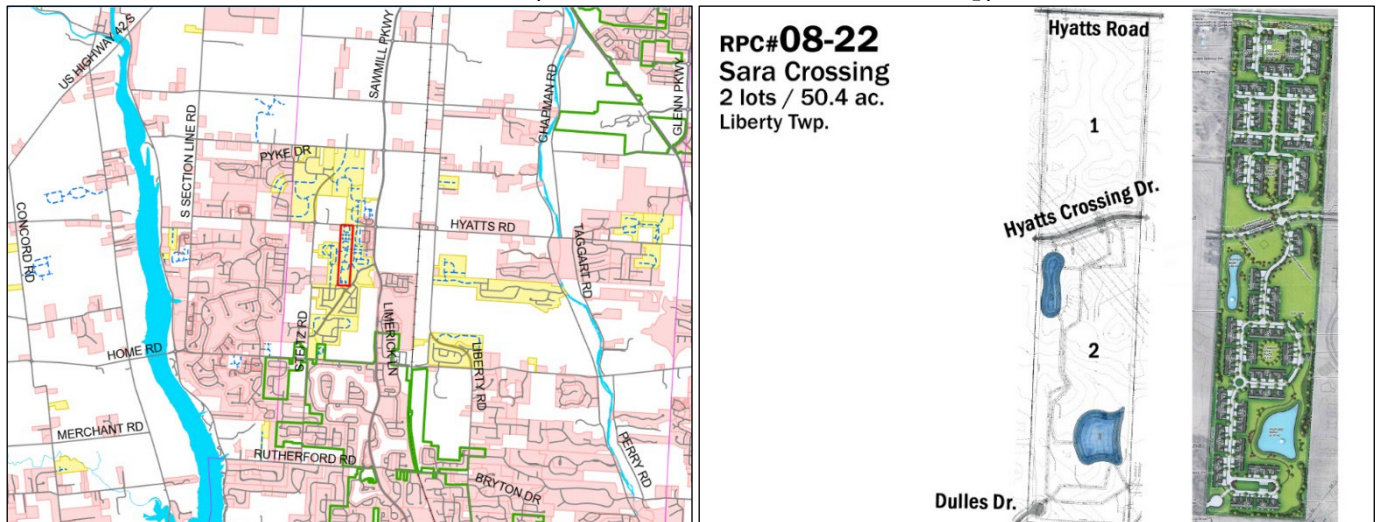 US HIGHWAY 42 S
SAWMILL PKWY
CHAPMAN RD
GLENN PKWY
S SECTION LINE RD
PYKE DR
CONCORD RD
HYATTS RD
TAGGART RD
STEITZ RD
LIMERICK LN
HOME RD
LIBERTY RD
MERCHANT RD
RUTHERFORD RD
BRYTON DR
PERRY RD
RPC#08-22
Sara Crossing
2 lots / 50.4 ac.
Liberty Twp.
Hyatts Road
1
Hyatts Crossing Dr.
2
Dulles Dr.